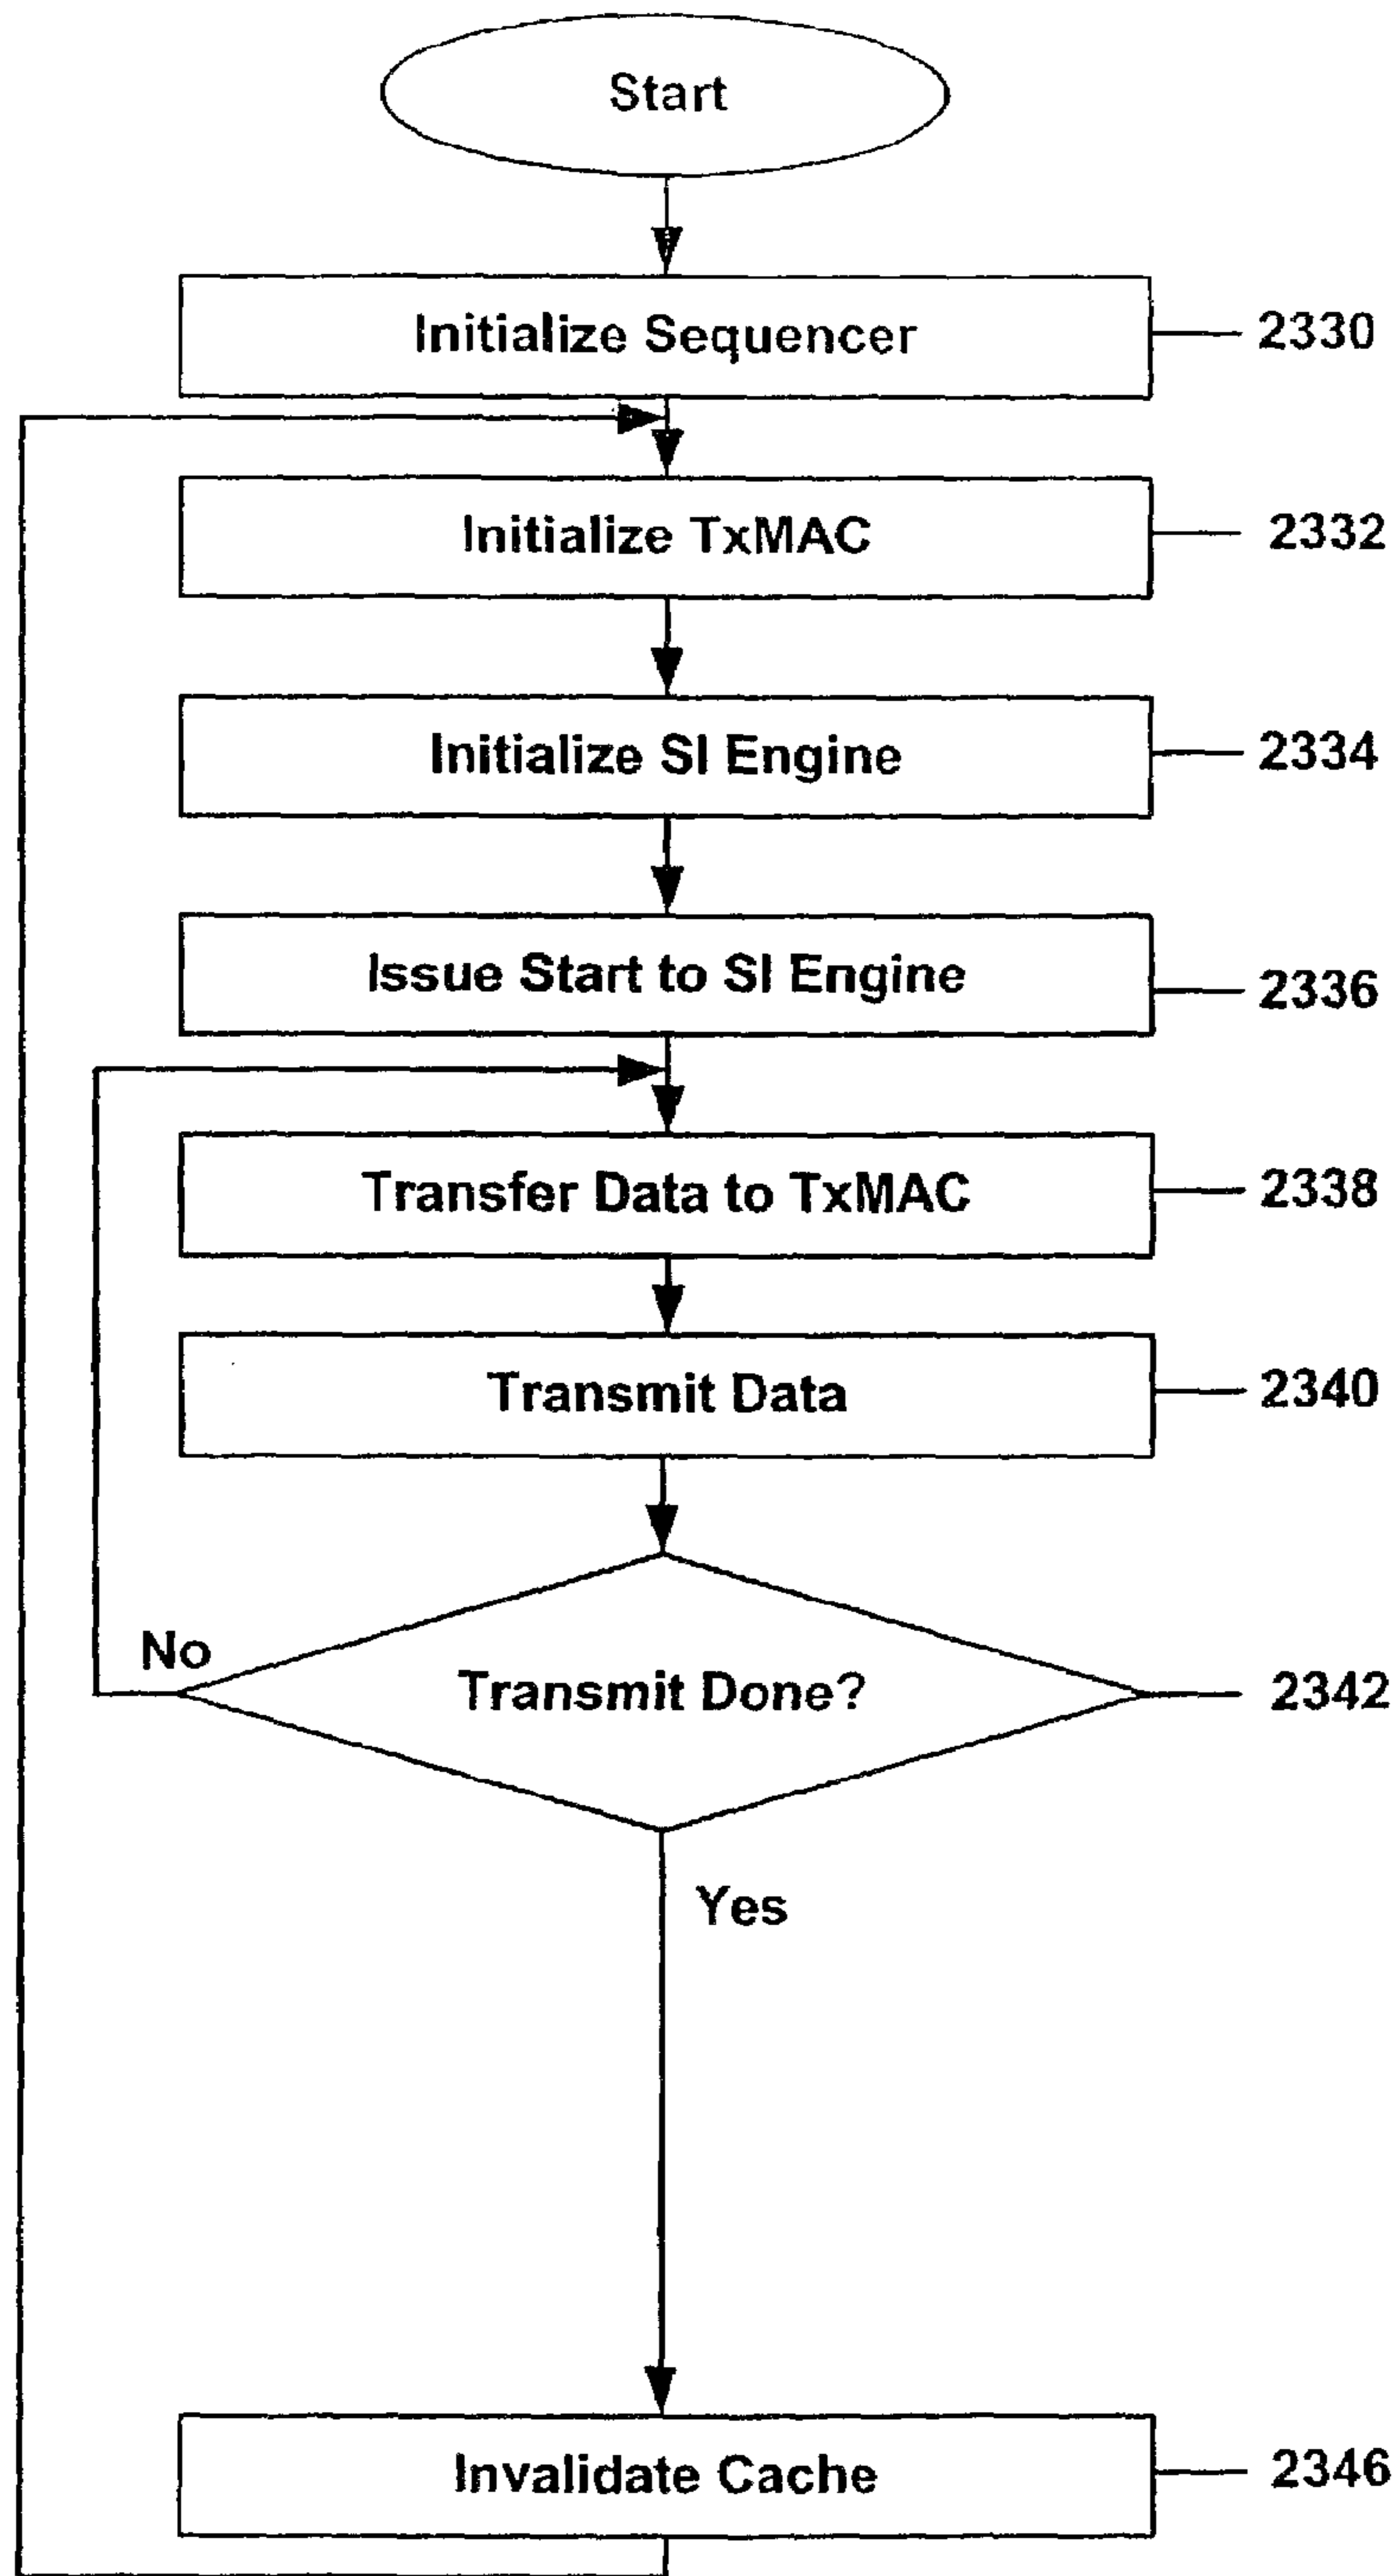 Start
Initialize Sequencer 2330
Initialize TxMAC 2332
Initialize SI Engine 2334
Issue Start to SI Engine 2336
Transfer Data to TxMAC 2338
Transmit Data 2340
No
Transmit Done? 2342
Yes
Invalidate Cache 2346